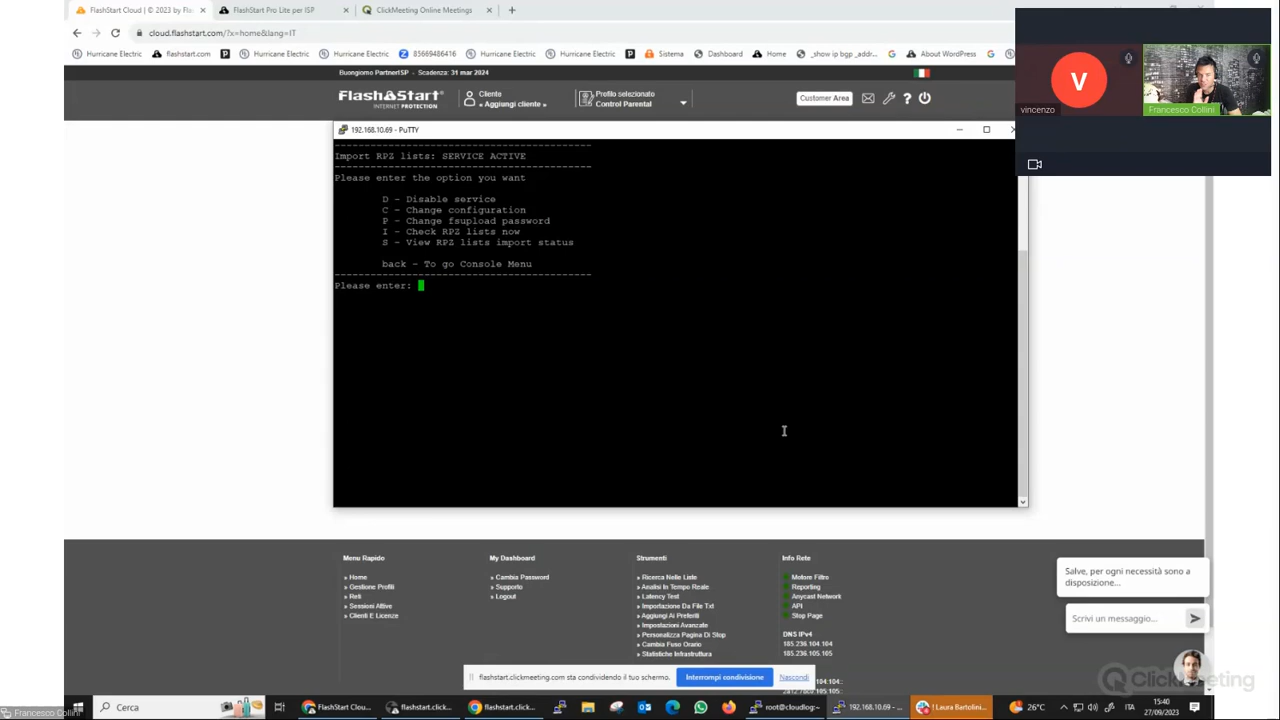 FlashStart Cloud | © 2023 by Fla
FlashStart Pro Lite per ISP
ClickMeeting Online Meetings
cloud.flashstart.com/?x=home&lang=IT
Hurricane Electric
flashstart.com
Hurricane Electric
Hurricane Electric
85669486416
Hurricane Electric
Hurricane Electric
Sistema
Dashboard
Home
_show ip bgp _addr...
About WordPress
Buongiorno PartnerISP - Scadenza: 31 mar 2024
Flash Start
INTERNET PROTECTION
Cliente
« Aggiungi cliente »
Profilo selezionato
Control Parental
Customer Area
V
vincenzo
Francesco Collini
192.168.10.69 - PuTTY
Import RPZ lists: SERVICE ACTIVE
Please enter the option you want
D - Disable service
C - Change configuration
P - Change fsupload password
I - Check RPZ lists now
S - View RPZ lists import status
back - To go Console Menu
Please enter:
Menu Rapido
» Home
» Gestione Profili
» Reti
» Sessioni Attive
» Clienti E Licenze
My Dashboard
» Cambia Password
» Supporto
» Logout
Strumenti
» Ricerca Nelle Liste
» Analisi In Tempo Reale
» Latency Test
» Importazione Da File Txt
» Aggiungi Ai Preferiti
» Impostazioni Avanzate
» Personalizza Pagina Di Stop
» Cambia Fuso Orario
» Statistiche Infrastruttura
Info Rete
Motore Filtro
Reporting
Anycast Network
API
Stop Page
DNS IPv4
185.236.104.104
185.236.105.105
Salve, per ogni necessità sono a
disposizione...
Scrivi un messaggio...
flashstart.clickmeeting.com sta condividendo il tuo schermo.
Interrompi condivisione
Nascondi
ClickMeeting
Francesco Collini
Cerca
FlashStart Clou...
flashstart.click...
flashstart.click...
root@cloudlog:~
192.168.10.69 - ...
! Laura Bartolini...
26°C
ITA
15:40
27/09/2023